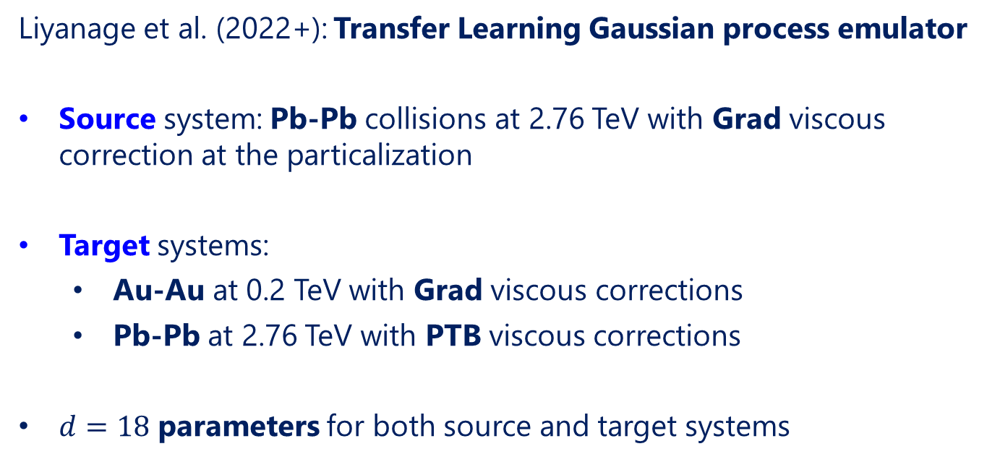 Liyanage et al. (2022+): Transfer Learning Gaussian process emulator
• Source system: Pb-Pb collisions at 2.76 TeV with Grad viscous
correction at the particalization
• Target systems:
• Au-Au at 0.2 TeV with Grad viscous corrections
• Pb-Pb at 2.76 TeV with PTB viscous corrections
• d = 18 parameters for both source and target systems